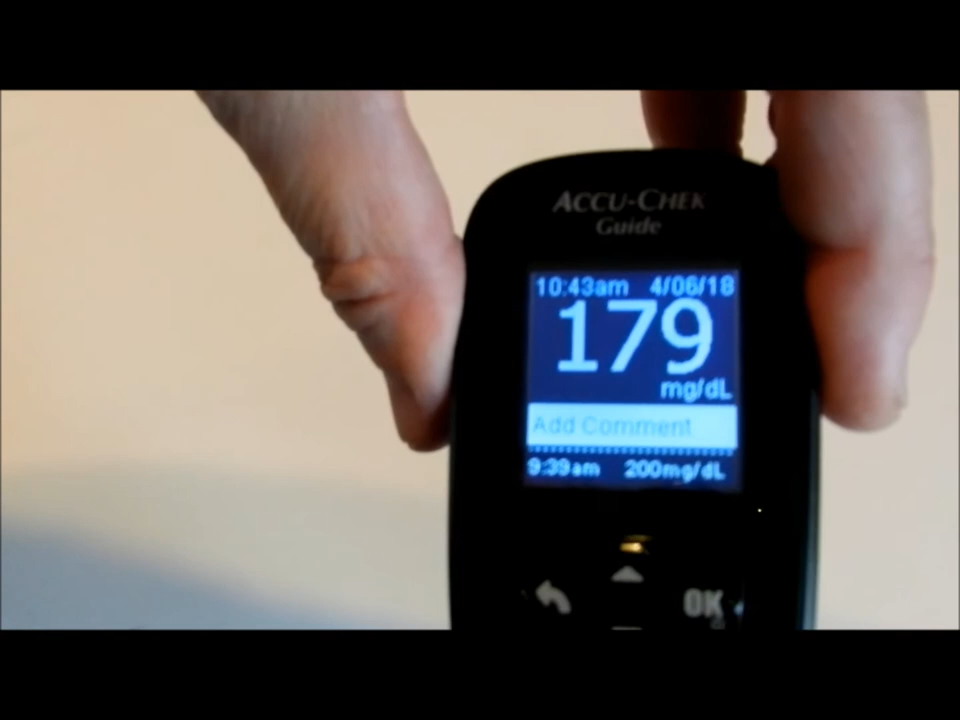 ACCU-CHEK
Guide
10:43am 4/06/18
179
mg/dL
Add Comment
9:39am 200mg/dL
OK